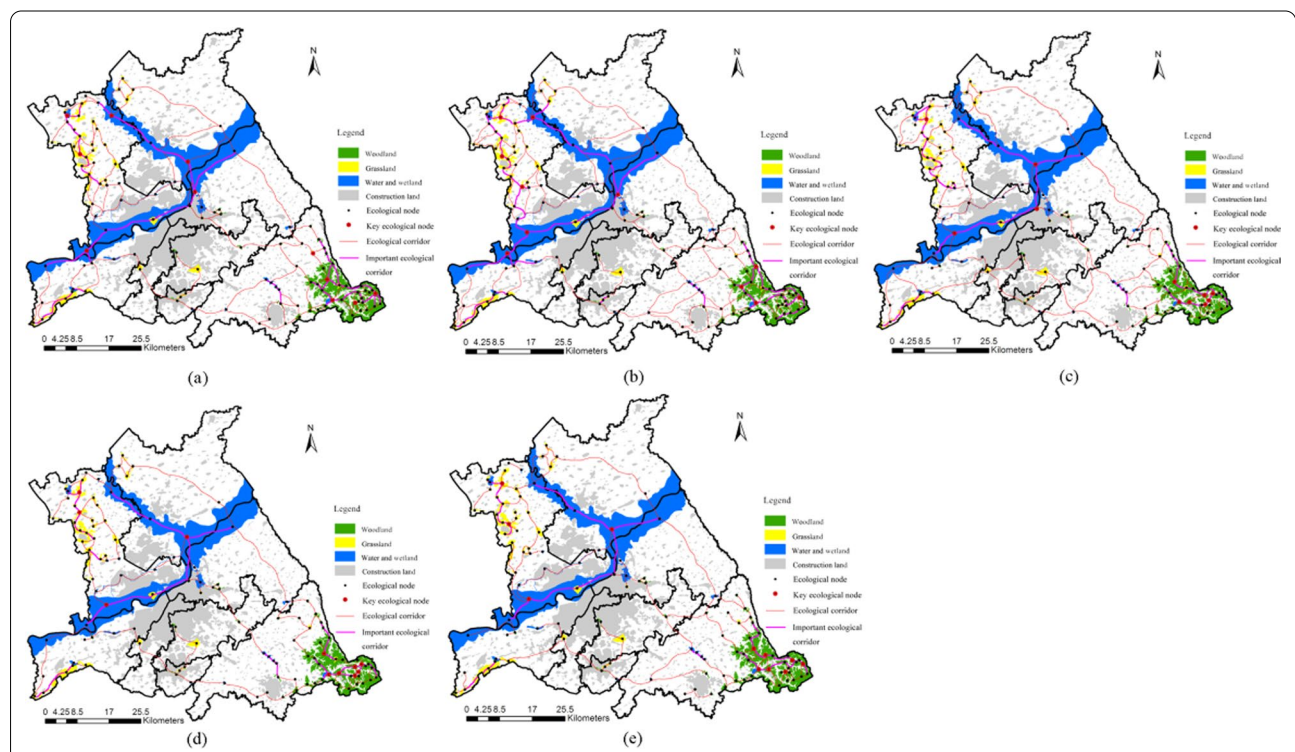 N
Legend
Woodland
Grassland
Water and wetland
Construction land
Ecological node
Key ecological node
Ecological corridor
Important ecological
corridor
0 4.25 8.5 17 25.5
Kilometers
(a)
N
Legend
Woodland
Grassland
Water and wetland
Construction land
Ecological node
Key ecological node
Ecological corridor
Important ecological
corridor
0 4.25 8.5 17 25.5
Kilometers
(b)
N
Legend
Woodland
Grassland
Water and wetland
Construction land
Ecological node
Key ecological node
Ecological corridor
Important ecological
corridor
0 4.25 8.5 17 25.5
Kilometers
(c)
N
Legend
Woodland
Grassland
Water and wetland
Construction land
Ecological node
Key ecological node
Ecological corridor
Important ecological
corridor
0 4.25 8.5 17 25.5
Kilometers
(d)
N
Legend
Woodland
Grassland
Water and wetland
Construction land
Ecological node
Key ecological node
Ecological corridor
Important ecological
corridor
0 4.25 8.5 17 25.5
Kilometers
(e)